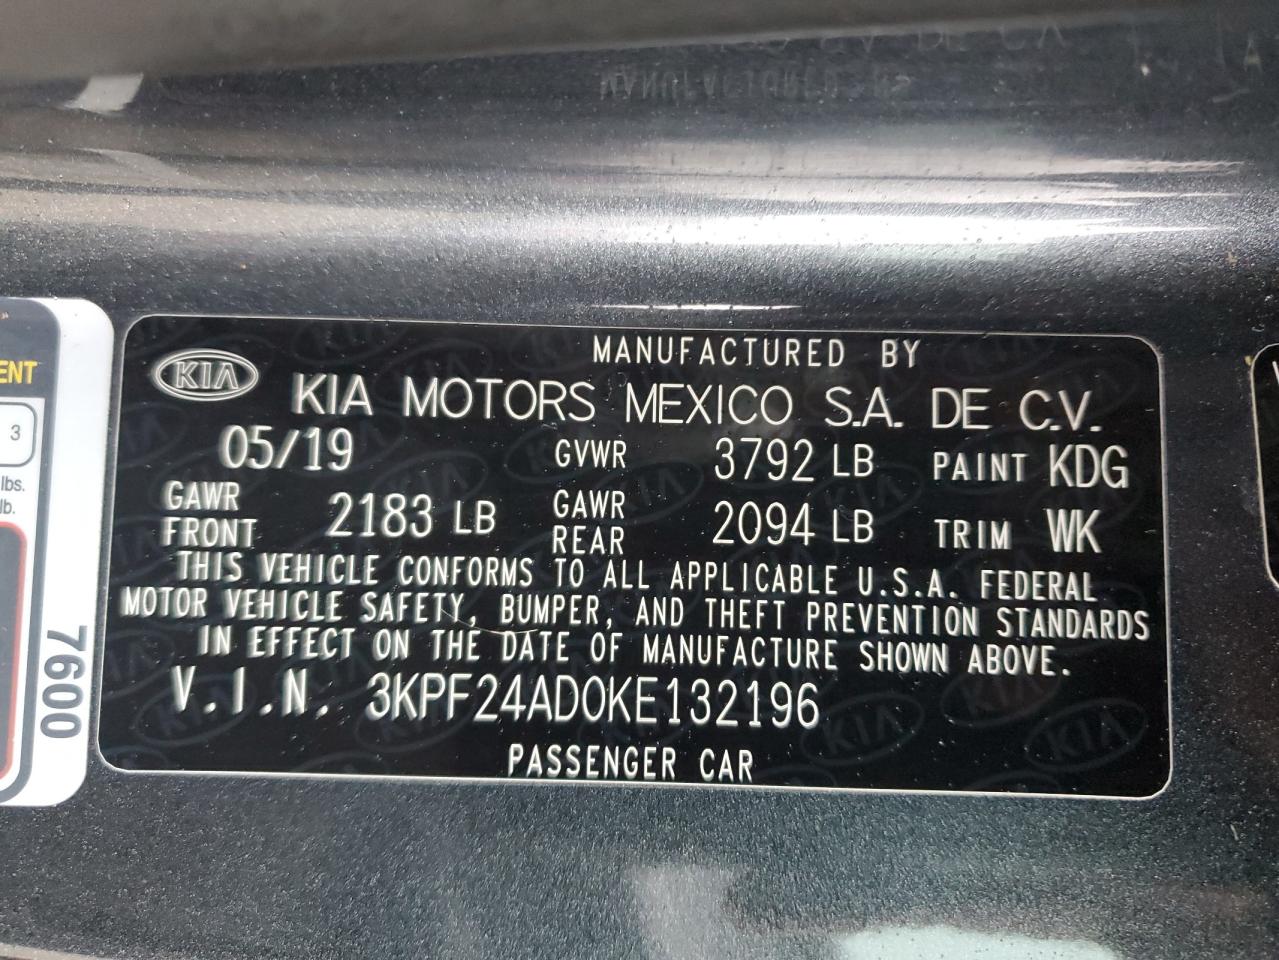 MANUFACTURED BY
KIA
KIA MOTORS MEXICO S.A. DE C.V.
05/19 GVWR 3792 LB PAINT KDG
GAWR FRONT 2183 LB GAWR REAR 2094 LB TRIM WK
THIS VEHICLE CONFORMS TO ALL APPLICABLE U.S.A. FEDERAL
MOTOR VEHICLE SAFETY, BUMPER, AND THEFT PREVENTION STANDARDS
IN EFFECT ON THE DATE OF MANUFACTURE SHOWN ABOVE.
V.I.N. 3KPF24AD0KE132196
PASSENGER CAR
3
lbs.
lb.
7600